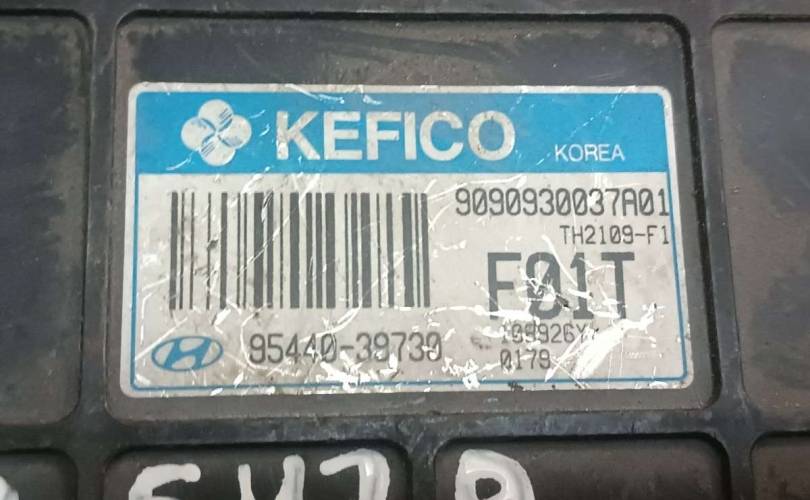 KEFICO KOREA
9090930037A01
TH2109-F1
F01T
95440-39730
0179